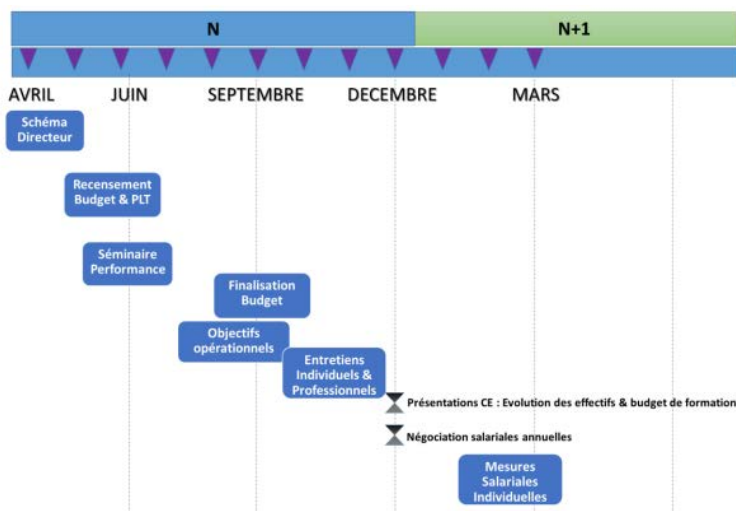 N
N+1
AVRIL
JUIN
SEPTEMBRE
DECEMBRE
MARS
Schéma
Directeur
Recensement
Budget & PLT
Séminaire
Performance
Finalisation
Budget
Objectifs
opérationnels
Entretiens
Individuels &
Professionnels
Présentations CE : Evolution des effectifs & budget de formation
Négociation salariales annuelles
Mesures
Salariales
Individuelles